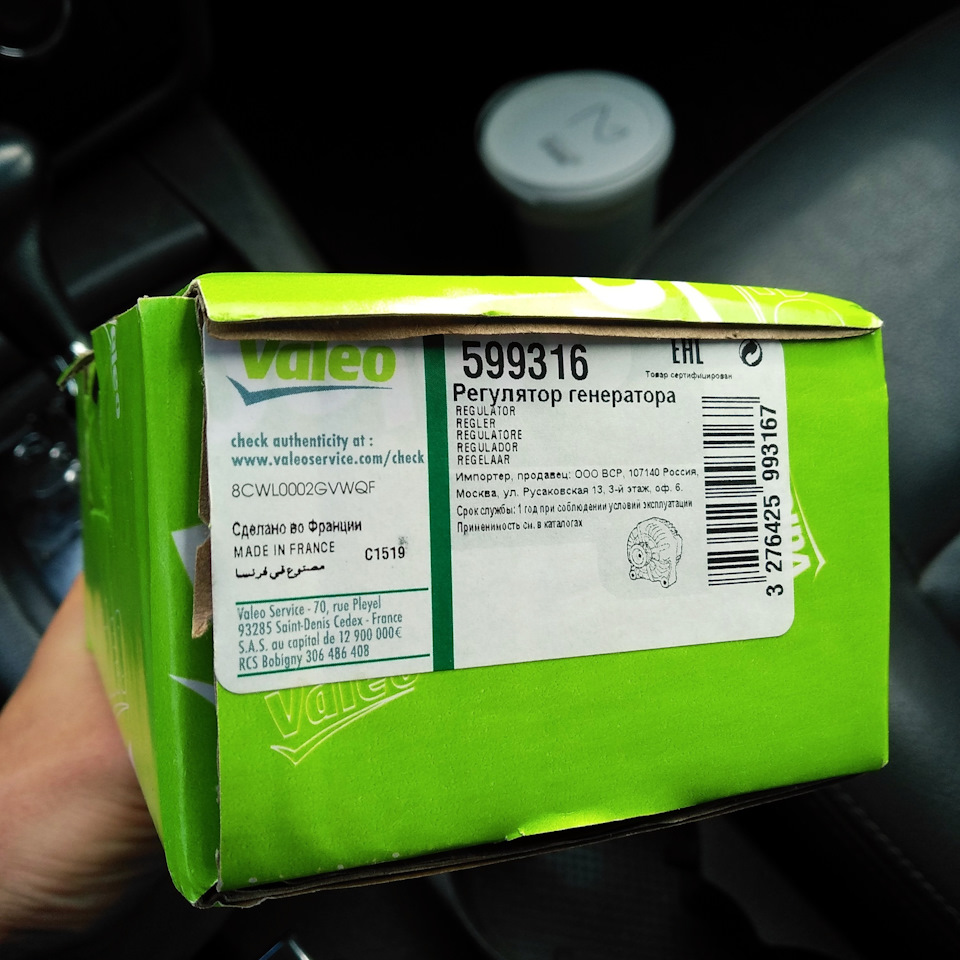 Valeo
check authenticity at :
www.valeoservice.com/check
8CWL0002GVWQF
Сделано во Франции
MADE IN FRANCE
C1519
مصنوع في فرنسا
Valeo Service - 70, rue Pleyel
93285 Saint-Denis Cedex - France
S.A.S. au capital de 12 900 000€
RCS Bobigny 306 486 408
599316
EHL
Товар сертифицирован
Регулятор генератора
REGULATOR
REGLER
REGULATORE
REGULADOR
REGELAAR
Импортер, продавец: ООО ВСР, 107140 Россия,
Москва, ул. Русаковская 13, 3-й этаж, оф. 6.
Срок службы: 1 год при соблюдении условий эксплуатации
Применимость см. в каталогах
3 276425 993167
Valeo